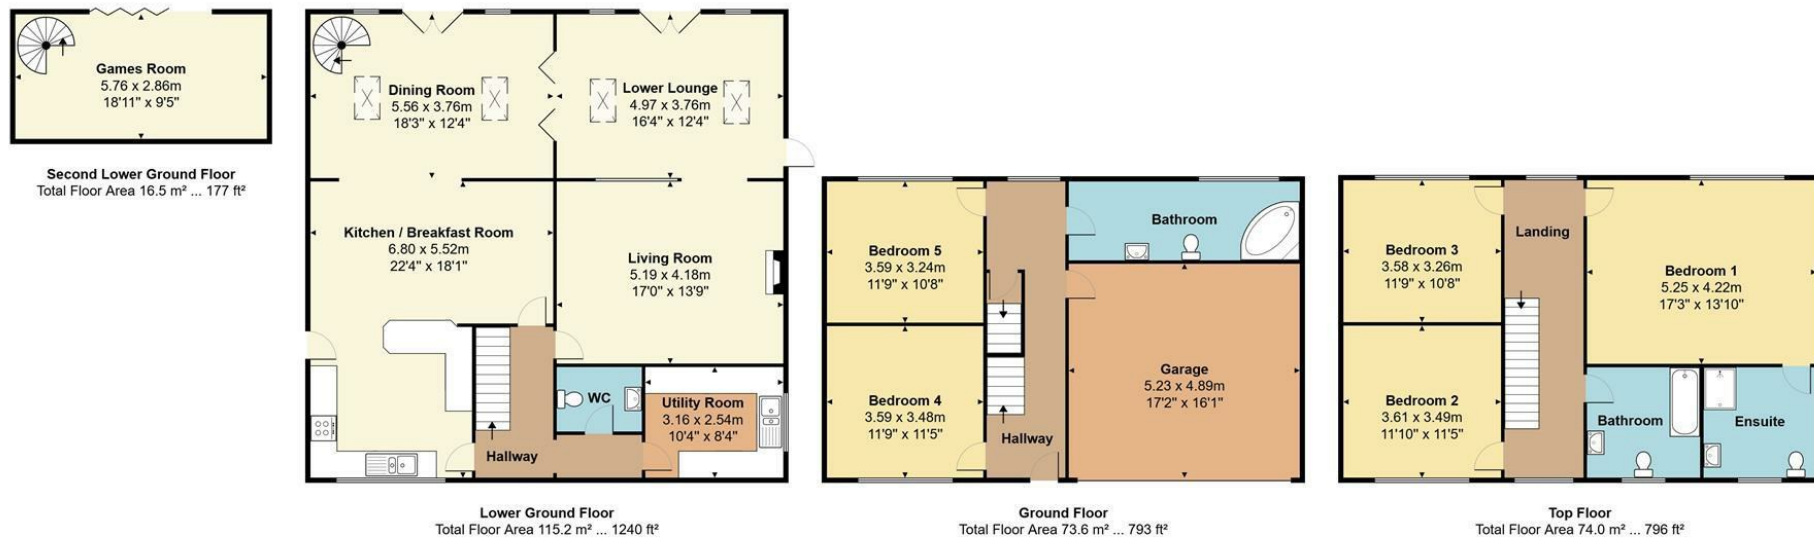 Games Room
5.76 x 2.86m
18'11" x 9'5"
Second Lower Ground Floor
Total Floor Area 16.5 m² ... 177 ft²
Dining Room
5.56 x 3.76m
18'3" x 12'4"
Lower Lounge
4.97 x 3.76m
16'4" x 12'4"
Kitchen / Breakfast Room
6.80 x 5.52m
22'4" x 18'1"
Living Room
5.19 x 4.18m
17'0" x 13'9"
WC
Utility Room
3.16 x 2.54m
10'4" x 8'4"
Hallway
Lower Ground Floor
Total Floor Area 115.2 m² ... 1240 ft²
Bedroom 5
3.59 x 3.24m
11'9" x 10'8"
Bathroom
Garage
5.23 x 4.89m
17'2" x 16'1"
Bedroom 4
3.59 x 3.48m
11'9" x 11'5"
Hallway
Ground Floor
Total Floor Area 73.6 m² ... 793 ft²
Bedroom 3
3.58 x 3.26m
11'9" x 10'8"
Landing
Bedroom 1
5.25 x 4.22m
17'3" x 13'10"
Bedroom 2
3.61 x 3.49m
11'10" x 11'5"
Bathroom
Ensuite
Top Floor
Total Floor Area 74.0 m² ... 796 ft²